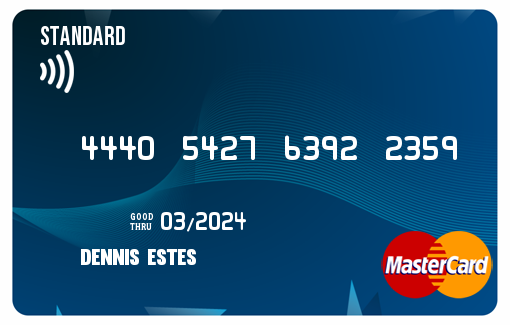 STANDARD
4440 5427 6392 2359
GOOD
THRU 03/2024
DENNIS ESTES
MasterCard